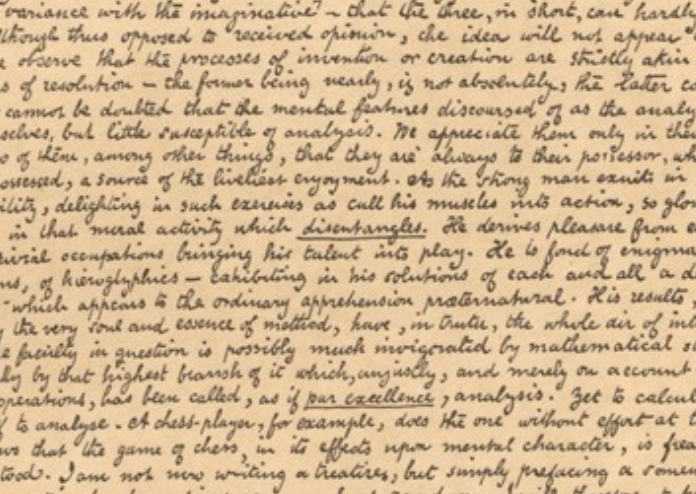 variance with the imaginative" – that the three, in short, can hardl
lthough thus opposed to received opinion, the idea will not appear
e observe that the processes of invention or creation are strictly akin
s of resolution – the former being nearly, if not absolutely, the latter co
cannot be doubted that the mental features discoursed of as the analy
selves, but little susceptible of analysis. We appreciate them only in thei
of them, among other things, that they are always to their possessor, wh
ossessed, a source of the liveliest enjoyment. As the strong man exults in
ility, delighting in such exercises as call his muscles into action, so glor
in that moral activity which disentangles. He derives pleasure from e
rivial occupations bringing his talent into play. He is fond of enigma
ns, of hieroglyphics – exhibiting in his solutions of each and all a d
which appears to the ordinary apprehension præternatural. His results
y the very soul and essence of method, have, in truth, the whole air of in
e faculty in question is possibly much invigorated by mathematical s
lly by that highest branch of it which, unjustly, and merely on account
operations, has been called, as if par excellence, analysis. Yet to calcul
f to analyse. A chess-player, for example, does the one without effort at t
ws that the game of chess, in its effects upon mental character, is grea
tood. I am not now writing a treatise, but simply prefacing a somew